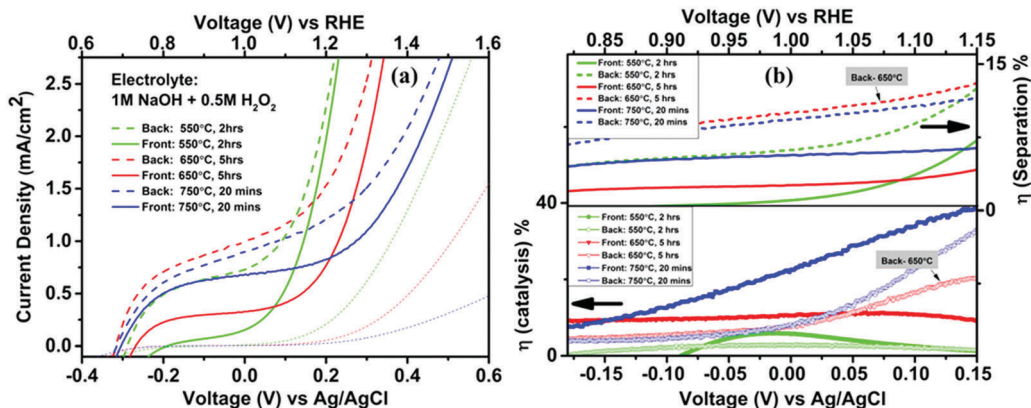 Voltage (V) vs RHE
0.6 0.8 1.0 1.2 1.4 1.6
(a)
Electrolyte:
1M NaOH + 0.5M H₂O₂
Back: 550°C, 2hrs
Front: 550°C, 2hrs
Back: 650°C, 5hrs
Front: 650°C, 5hrs
Back: 750°C, 20 mins
Front: 750°C, 20 mins
Current Density (mA/cm²)
2.5
2.0
1.5
1.0
0.5
0.0
-0.4 -0.2 0.0 0.2 0.4 0.6
Voltage (V) vs Ag/AgCl
Voltage (V) vs RHE
0.85 0.90 0.95 1.00 1.05 1.10 1.15
(b)
Front: 550°C, 2 hrs
Back: 550°C, 2 hrs
Front: 650°C, 5 hrs
Back: 650°C, 5 hrs
Front: 750°C, 20 mins
Back: 750°C, 20 mins
Back- 650°C
15
0
η (Separation) %
Front: 550°C, 2 hrs
Back: 550°C, 2 hrs
Front: 650°C, 5 hrs
Back: 650°C, 5 hrs
Front: 750°C, 20 mins
Back: 750°C, 20 mins
Back- 650°C
40
20
0
η (catalysis) %
-0.15 -0.10 -0.05 0.00 0.05 0.10 0.15
Voltage (V) vs Ag/AgCl